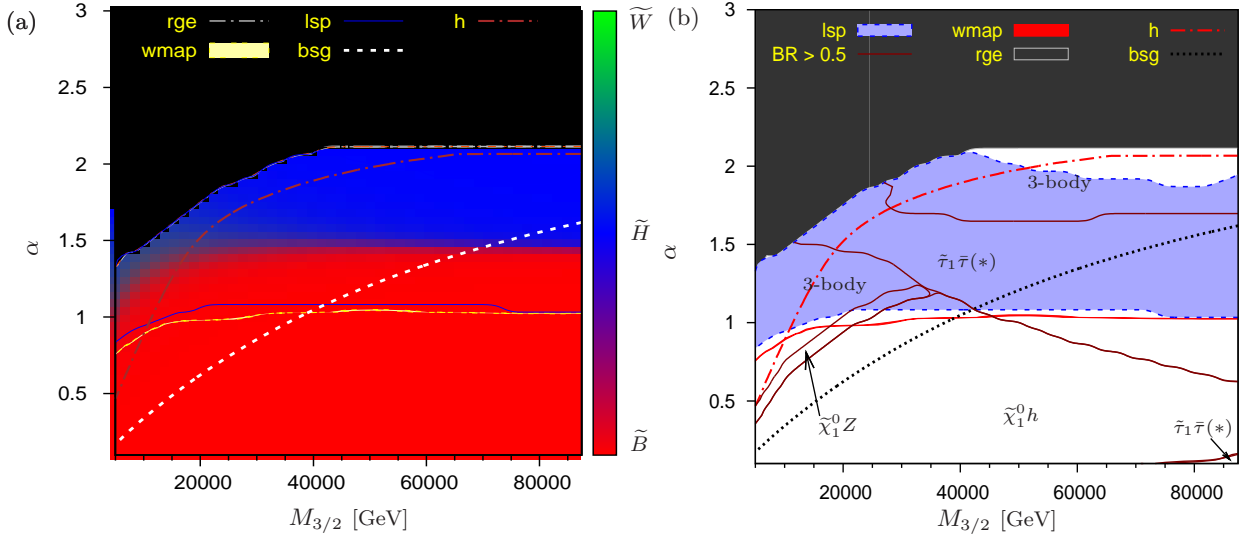 (a)
rge lsp h
wmap bsg
3
2.5
2
1.5
1
0.5
α
20000 40000 60000 80000
M3/2 [GeV]
W̃
H̃
B̃
(b)
lsp wmap h
BR > 0.5 rge bsg
3
2.5
2
1.5
1
0.5
α
3-body
τ̃1τ̄(∗)
3-body
χ̃⁰1Z
χ̃⁰1h
τ̃1τ̄(∗)
20000 40000 60000 80000
M3/2 [GeV]